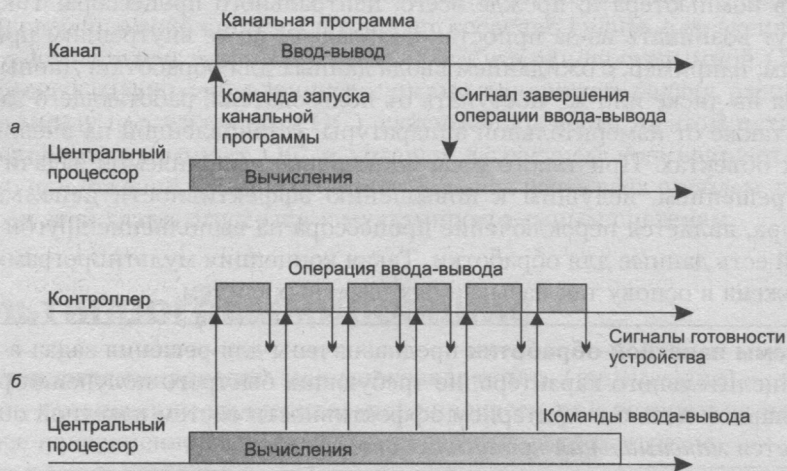 Канальная программа
Канал
Ввод-вывод
Команда запуска
канальной
программы
Сигнал завершения
операции ввода-вывода
Центральный
процессор
Вычисления
Операция ввода-вывода
Контроллер
Сигналы готовности
устройства
б
Команды ввода-вывода
Центральный
процессор
Вычисления